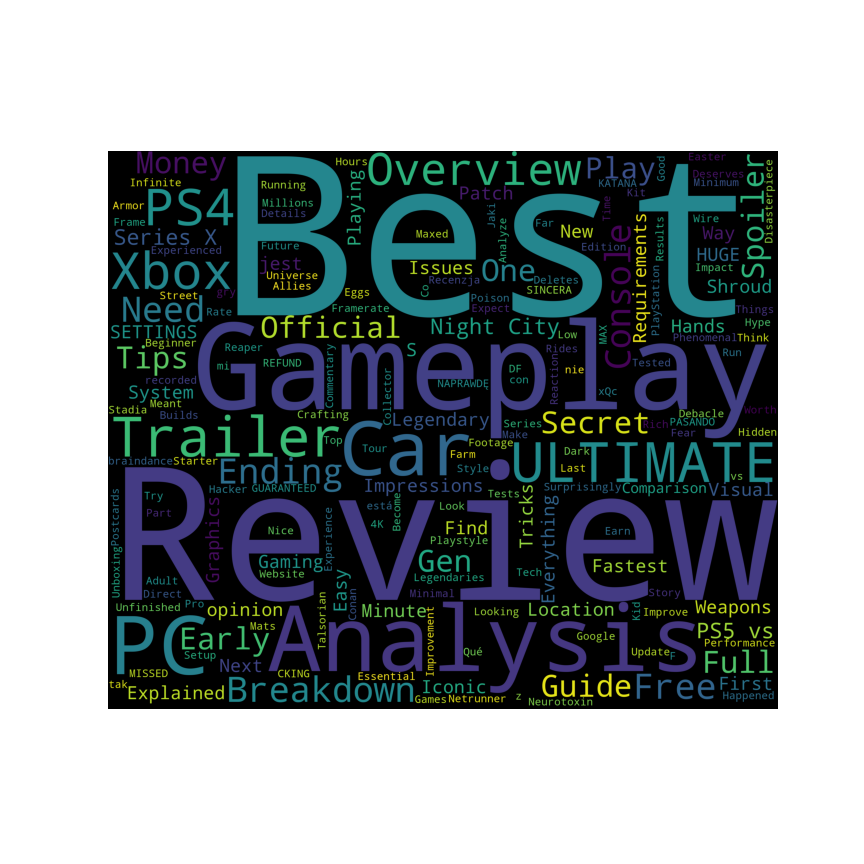 Best
Review
Gameplay
Analysis
Car
Trailer
ULTIMATE
PC
Xbox
PS4
Overview
Console
Ending
Breakdown
Need
Official
Secret
Spoiler
Guide
Free
Early
Full
Gen
Money
Play
One
Tips
Night City
Series X
SETTINGS
System
Issues
Patch
New
Way
HUGE
Shroud
Hands
Requirements
Playing
Legendary
Impressions
Visual
Comparison
Everything
Tricks
Find
Fastest
Location
Weapons
PS5 vs
First
Next
Explained
Iconic
Minute
opinion
Easy
Gaming
Graphics
jest
S
Hours
Infinite
Armor
Frame
Experienced
Street
Rate
gry
Beginner
recorded
Stadia
Meant
Builds
mi
Reaper
REFUND
Running
Millions
Details
Future
Universe
Allies
Eggs
Framerate
Maxed
Co
Recenzja
Jaki
Analyze
Poison
Expect
Far
Deletes
SINCERA
Edition
KATANA
Kit
Time
Good
Easter
Deserves
Minimum
Disasterpiece
Wire
Results
Impact
PlayStation
Things
Hype
Phenomenal
Think
Run
MAX
Low
Rides
Tested
Reaction
nie
xQc
DF
con
NAPRAWDĘ
Commentary
Collector
Crafting
Top
Tour
Series
Make
Footage
Farm
Style
Dark
Last
Rich
Fear
Debacle
PASANDO
Worth
Hidden
vs
braindance
Starter
Hacker
GUARANTEED
Postcards
Unboxing
Try
Part
Adult
Direct
Unfinished
Pro
Setup
Mats
Nice
Website
Experience
Conan
está
4K
Become
Look
Playstyle
Legendaries
Minimal
Tests
Surprisingly
Tech
Earn
Story
Kid
Improve
Google
Looking
Update
F
Performance
Happened
MISSED
tak
CKING
Talsorian
Essential
Improvement
Qué
Games
Netrunner
z
Neurotoxin